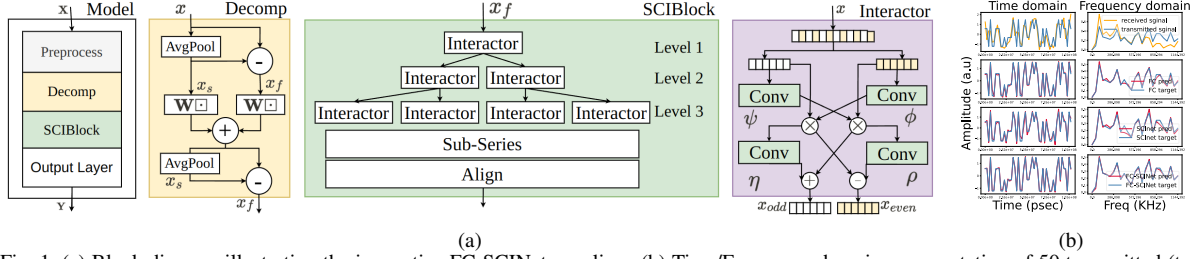 x
Model
Preprocess
Decomp
SCIBlock
Output Layer
Y
x
Decomp
AvgPool
-
x_s
x_f
W ⊡
W ⊡
+
AvgPool
x_s
-
x_f
x_f
SCIBlock
Interactor
Level 1
Interactor
Interactor
Level 2
Interactor
Interactor
Interactor
Interactor
Level 3
Sub-Series
Align
x
Interactor
Conv
Conv
ψ
ϕ
×
×
Conv
Conv
η
ρ
+
-
x_odd
x_even
Time domain
Frequency domain
received sginal
transmitted sginal
FC pred
FC target
SCInet pred
SCInet target
FC-SCINet pred
FC-SCINet target
Amplitude (a.u)
Time (psec)
Freq (KHz)
(a)
(b)